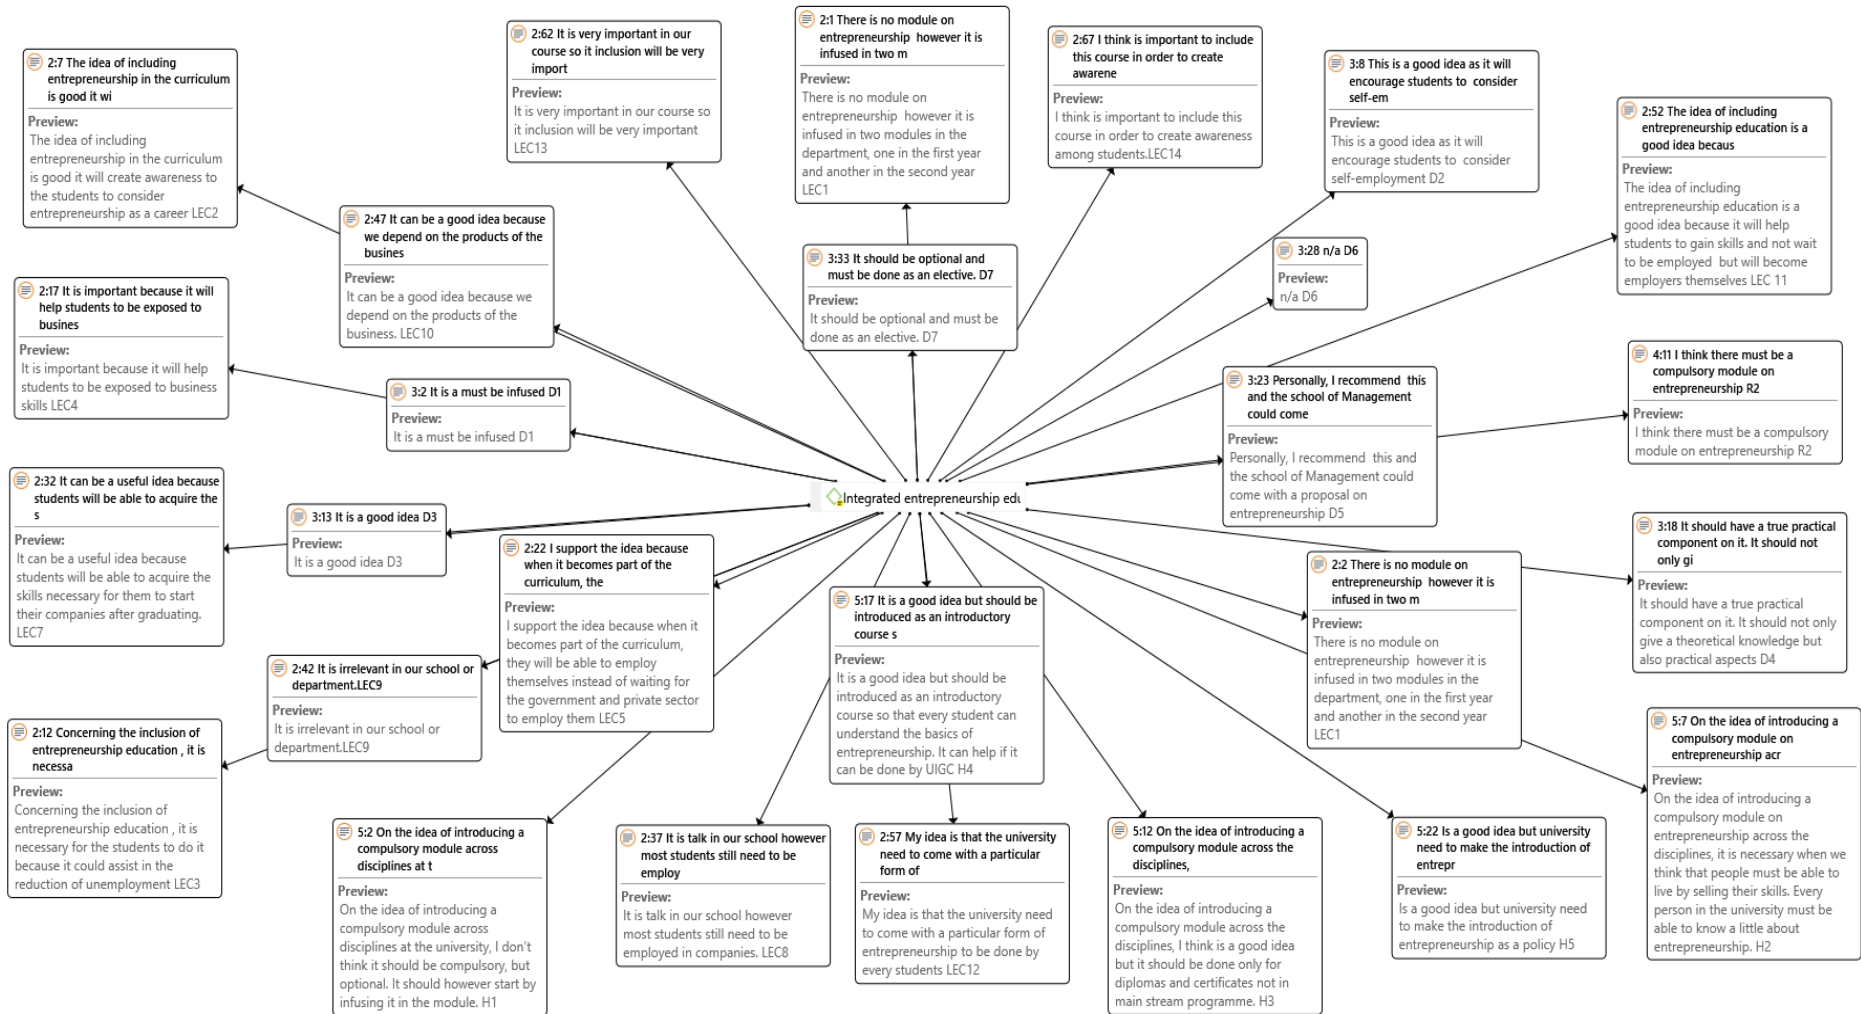 2:7 The idea of including
entrepreneurship in the curriculum
is good it wi
Preview:
The idea of including
entrepreneurship in the curriculum
is good it will create awareness to
the students to consider
entrepreneurship as a career LEC2
2:62 It is very important in our
course so it inclusion will be very
import
Preview:
It is very important in our course so
it inclusion will be very important
LEC13
2:1 There is no module on
entrepreneurship however it is
infused in two m
Preview:
There is no module on
entrepreneurship however it is
infused in two modules in the
department, one in the first year
and another in the second year
LEC1
2:67 I think is important to include
this course in order to create
awarene
Preview:
I think is important to include this
course in order to create awareness
among students.LEC14
3:8 This is a good idea as it will
encourage students to consider
self-em
Preview:
This is a good idea as it will
encourage students to consider
self-employment D2
2:52 The idea of including
entrepreneurship education is a
good idea becaus
Preview:
The idea of including
entrepreneurship education is a
good idea because it will help
students to gain skills and not wait
to be employed but will become
employers themselves LEC 11
2:47 It can be a good idea because
we depend on the products of the
busines
Preview:
It can be a good idea because we
depend on the products of the
business. LEC10
3:33 It should be optional and
must be done as an elective. D7
Preview:
It should be optional and must be
done as an elective. D7
3:28 n/a D6
Preview:
n/a D6
2:17 It is important because it will
help students to be exposed to
busines
Preview:
It is important because it will help
students to be exposed to business
skills LEC4
3:2 It is a must be infused D1
Preview:
It is a must be infused D1
3:23 Personally, I recommend this
and the school of Management
could come
Preview:
Personally, I recommend this and
the school of Management could
come with a proposal on
entrepreneurship D5
4:11 I think there must be a
compulsory module on
entrepreneurship R2
Preview:
I think there must be a compulsory
module on entrepreneurship R2
2:32 It can be a useful idea because
students will be able to acquire the
s
Preview:
It can be a useful idea because
students will be able to acquire the
skills necessary for them to start
their companies after graduating.
LEC7
3:13 It is a good idea D3
Preview:
It is a good idea D3
Integrated entrepreneurship edu
2:22 I support the idea because
when it becomes part of the
curriculum, the
Preview:
I support the idea because when it
becomes part of the curriculum,
they will be able to employ
themselves instead of waiting for
the government and private sector
to employ them LEC5
5:17 It is a good idea but should be
introduced as an introductory
course s
Preview:
It is a good idea but should be
introduced as an introductory
course so that every student can
understand the basics of
entrepreneurship. It can help if it
can be done by UIGC H4
2:2 There is no module on
entrepreneurship however it is
infused in two m
Preview:
There is no module on
entrepreneurship however it is
infused in two modules in the
department, one in the first year
and another in the second year
LEC1
3:18 It should have a true practical
component on it. It should not
only gi
Preview:
It should have a true practical
component on it. It should not only
give a theoretical knowledge but
also practical aspects D4
2:42 It is irrelevant in our school or
department.LEC9
Preview:
It is irrelevant in our school or
department.LEC9
2:12 Concerning the inclusion of
entrepreneurship education , it is
necessa
Preview:
Concerning the inclusion of
entrepreneurship education , it is
necessary for the students to do it
because it could assist in the
reduction of unemployment LEC3
5:2 On the idea of introducing a
compulsory module across
disciplines at t
Preview:
On the idea of introducing a
compulsory module across
disciplines at the university, I don't
think it should be compulsory, but
optional. It should however start by
infusing it in the module. H1
2:37 It is talk in our school however
most students still need to be
employ
Preview:
It is talk in our school however
most students still need to be
employed in companies. LEC8
2:57 My idea is that the university
need to come with a particular
form of
Preview:
My idea is that the university need
to come with a particular form of
entrepreneurship to be done by
every students LEC12
5:12 On the idea of introducing a
compulsory module across the
disciplines,
Preview:
On the idea of introducing a
compulsory module across the
disciplines, I think is a good idea
but it should be done only for
diplomas and certificates not in
main stream programme. H3
5:22 Is a good idea but university
need to make the introduction of
entrepr
Preview:
Is a good idea but university need
to make the introduction of
entrepreneurship as a policy H5
5:7 On the idea of introducing a
compulsory module on
entrepreneurship acr
Preview:
On the idea of introducing a
compulsory module on
entrepreneurship across the
disciplines, it is necessary when we
think that people must be able to
live by selling their skills. Every
person in the university must be
able to know a little about
entrepreneurship. H2